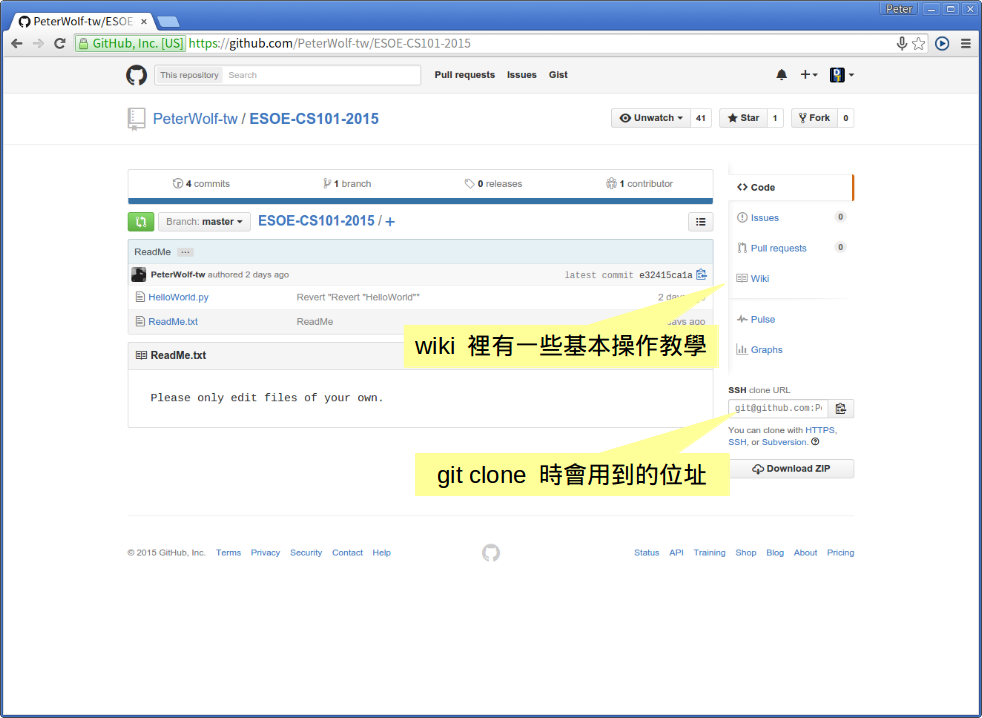 Peter
PeterWolf-tw/ESOE
GitHub, Inc. [US] https://github.com/PeterWolf-tw/ESOE-CS101-2015
This repository Search Pull requests Issues Gist
PeterWolf-tw / ESOE-CS101-2015
Unwatch 41 Star 1 Fork 0
4 commits 1 branch 0 releases 1 contributor
Branch: master ESOE-CS101-2015 / +
ReadMe ...
PeterWolf-tw authored 2 days ago latest commit e32415ca1a
HelloWorld.py Revert "Revert "HelloWorld"" 2 days
ReadMe.txt ReadMe days ago
ReadMe.txt
Please only edit files of your own.
Code
Issues 0
Pull requests 0
Wiki
Pulse
Graphs
wiki 裡有一些基本操作教學
SSH clone URL
git@github.com:P
You can clone with HTTPS,
SSH, or Subversion.
Download ZIP
git clone 時會用到的位址
© 2015 GitHub, Inc. Terms Privacy Security Contact Help Status API Training Shop Blog About Pricing